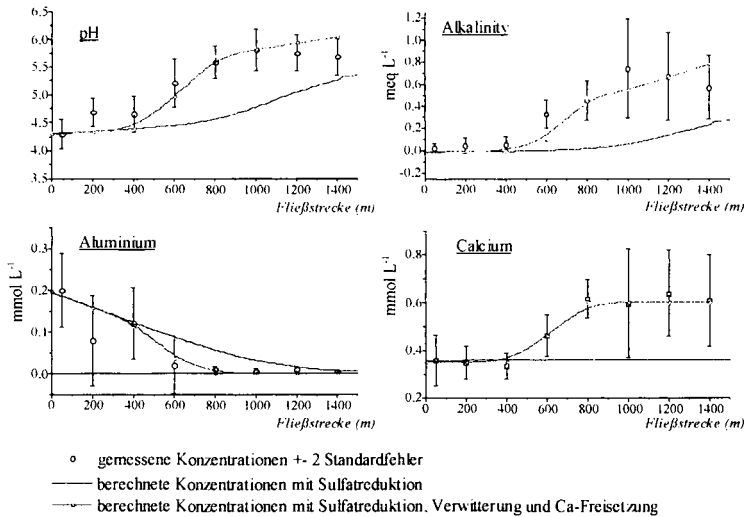 pH
6.5
6.0
5.5
5.0
4.5
4.0
3.5
0 200 400 600 800 1000 1200 1400
Fließstrecke (m)
Alkalinity
meq L⁻¹
1.4
1.2
1.0
0.8
0.6
0.4
0.2
0.0
-0.2
0 200 400 600 800 1000 1200 1400
Fließstrecke (m)
Aluminium
mmol L⁻¹
0.3
0.2
0.1
0.0
0 200 400 600 800 1000 1200 1400
Fließstrecke (m)
Calcium
mmol L⁻¹
1.0
0.8
0.6
0.4
0.2
0 200 400 600 800 1000 1200 1400
Fließstrecke (m)
gemessene Konzentrationen +- 2 Standardfehler
berechnete Konzentrationen mit Sulfatreduktion
berechnete Konzentrationen mit Sulfatreduktion, Verwitterung und Ca-Freisetzung